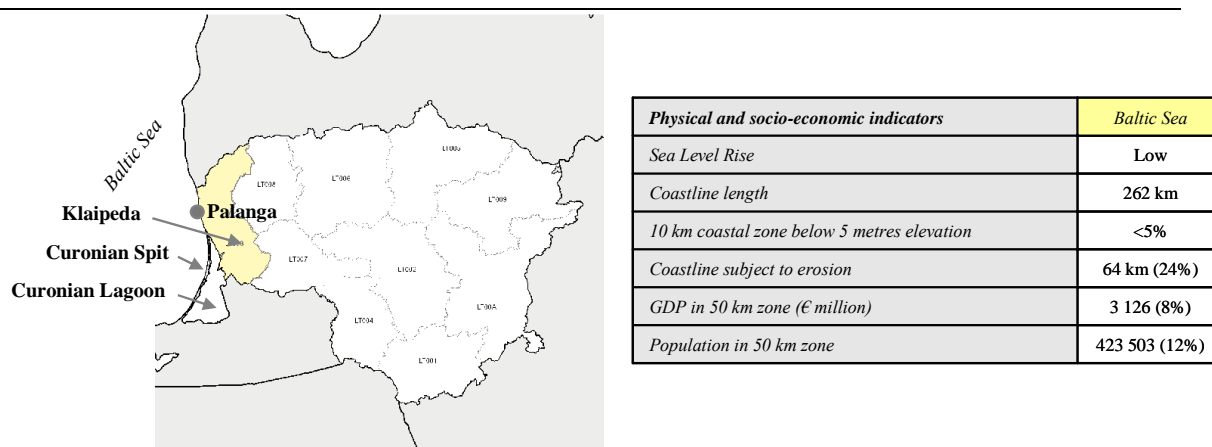 Baltic Sea
Klaipeda
Palanga
Curonian Spit
Curonian Lagoon
LT008
LT006
LT005
LT009
LT007
LT002
LT00A
LT004
LT001
Physical and socio-economic indicators Baltic Sea
Sea Level Rise Low
Coastline length 262 km
10 km coastal zone below 5 metres elevation <5%
Coastline subject to erosion 64 km (24%)
GDP in 50 km zone (€ million) 3 126 (8%)
Population in 50 km zone 423 503 (12%)